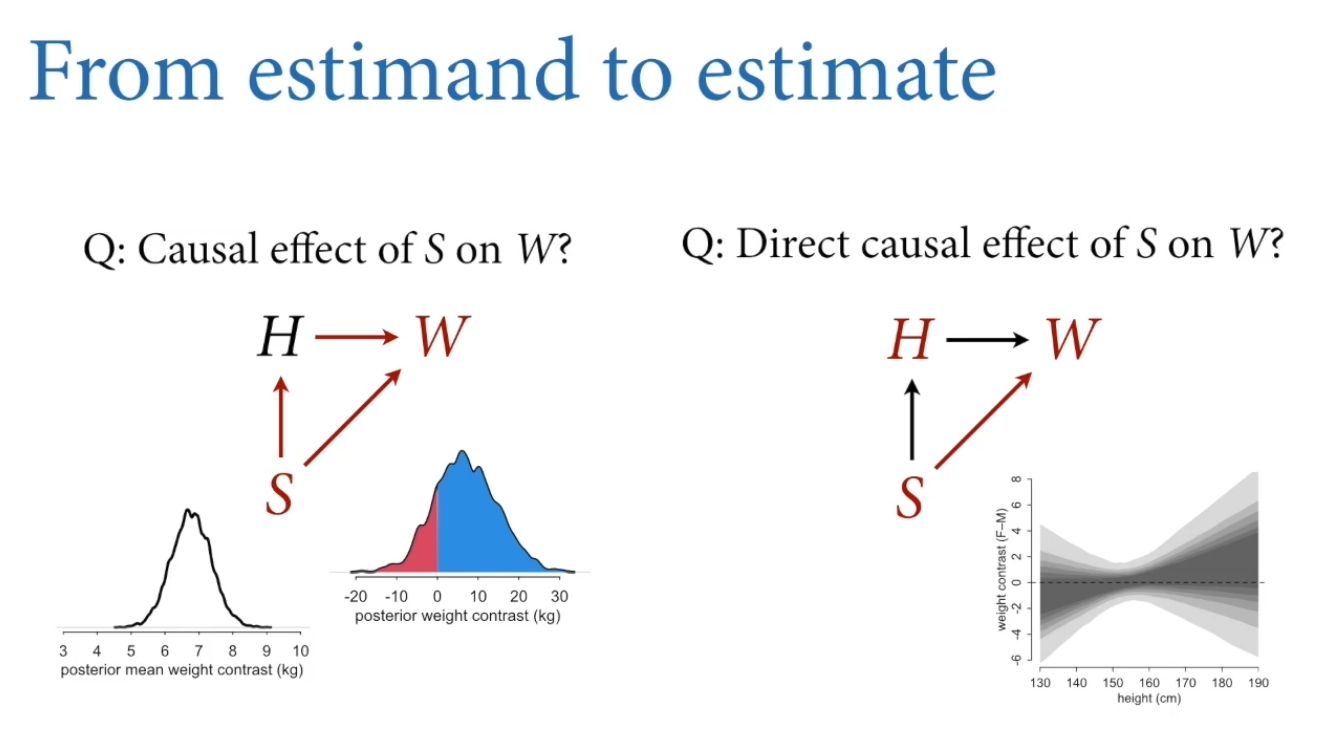 From estimand to estimate
Q: Causal effect of S on W?
H W
S
3 4 5 6 7 8 9 10
posterior mean weight contrast (kg)
-20 -10 0 10 20 30
posterior weight contrast (kg)
Q: Direct causal effect of S on W?
H W
S
weight contrast (F–M)
8
6
4
2
0
-2
-4
-6
130 140 150 160 170 180 190
height (cm)